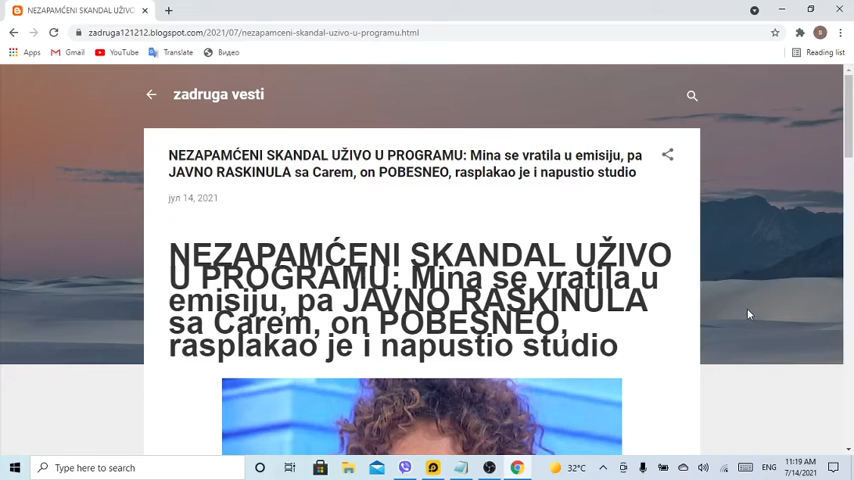 NEZAPAMĆENI SKANDAL UŽIVO
zadruga121212.blogspot.com/2021/07/nezapamceni-skandal-uzivo-u-programu.html
B
Apps
Gmail
YouTube
Translate
Видео
Reading list
zadruga vesti
NEZAPAMĆENI SKANDAL UŽIVO U PROGRAMU: Mina se vratila u emisiju, pa
JAVNO RASKINULA sa Carem, on POBESNEO, rasplakao je i napustio studio
јул 14, 2021
NEZAPAMĆENI SKANDAL UŽIVO
U PROGRAMU: Mina se vratila u
emisiju, pa JAVNO RASKINULA
sa Carem, on POBESNEO,
rasplakao je i napustio studio
Type here to search
32°C
ENG
11:19 AM
7/14/2021